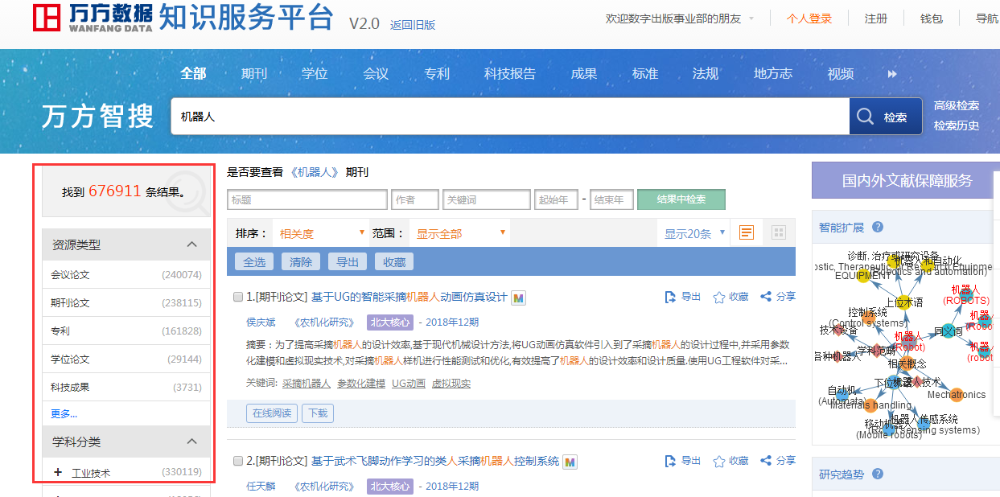 万方数据 WANFANG DATA 知识服务平台 V2.0 返回旧版 欢迎数字出版事业部的朋友 个人登录 注册 钱包 导航
全部 期刊 学位 会议 专利 科技报告 成果 标准 法规 地方志 视频
万方智搜 机器人 检索 高级检索
检索历史
找到 676911 条结果。
资源类型
会议论文 (240074)
期刊论文 (238115)
专利 (161828)
学位论文 (29144)
科技成果 (3731)
更多...
学科分类
+ 工业技术 (330119)
是否要查看 《机器人》 期刊
标题 作者 关键词 起始年 - 结束年 结果中检索
排序： 相关度 范围： 显示全部 显示20条
全选 清除 导出 收藏
1.[期刊论文] 基于UG的智能采摘机器人动画仿真设计 M 导出 收藏 分享
侯庆斌 《农机化研究》 北大核心 - 2018年12期
摘要：为了提高采摘机器人的设计效率,基于现代机械设计方法,将UG动画仿真软件引入到了采摘机器人的设计过程中,并采用参数
化建模和虚拟现实技术,对采摘机器人样机进行性能测试和优化,有效提高了机器人的设计效率和设计质量.使用UG工程软件对采...
关键词: 采摘机器人 参数化建模 UG动画 虚拟现实
在线阅读 下载
2.[期刊论文] 基于武术飞脚动作学习的类人采摘机器人控制系统 M 导出 收藏 分享
任天麟 《农机化研究》 北大核心 - 2018年12期
国内外文献保障服务
智能扩展 ?
诊断, 治疗或研究设备
机器人和自动化
EQUIPMENT
(Robotics and automation)
上位术语
机器人
(ROBOTS)
控制系统
(Control systems)
机器人
(Robot)
技术设备
同义词
机器人
(robot
各种机器人
学科范畴
机器人
(Robot)
相关概念
下位术语
机器人技术
自动机
(Automata)
Mechatronics
Materials handling
移动机器人
(Mobile robots)
机器人传感系统
(Robot sensing systems)
研究趋势 ?